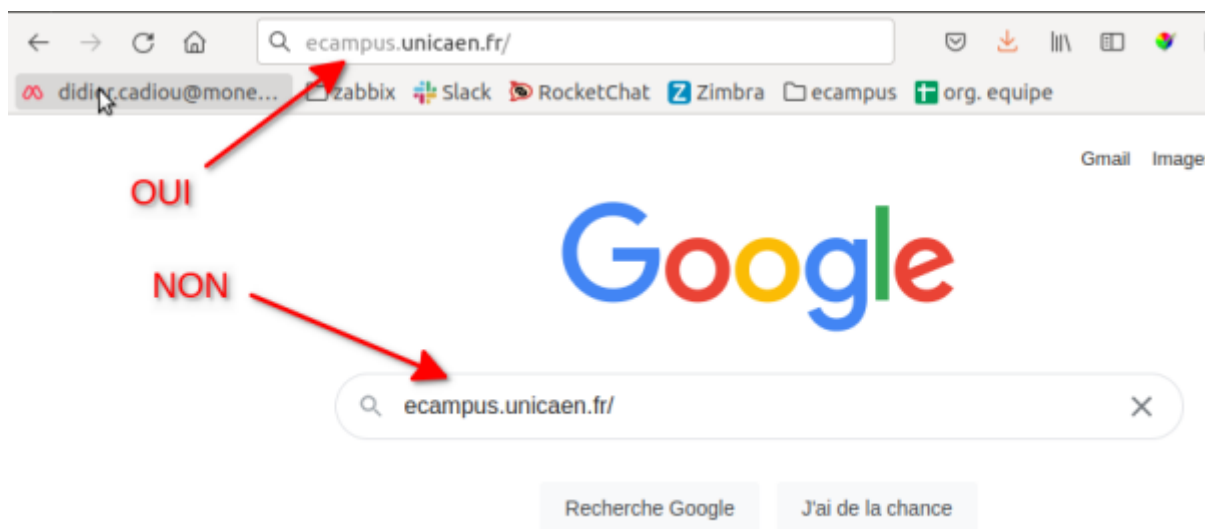 ecampus.unicaen.fr/
didier.cadiou@mone... zabbix Slack RocketChat Z Zimbra ecampus org. equipe
Gmail Image
OUI
Google
NON
ecampus.unicaen.fr/
Recherche Google J'ai de la chance